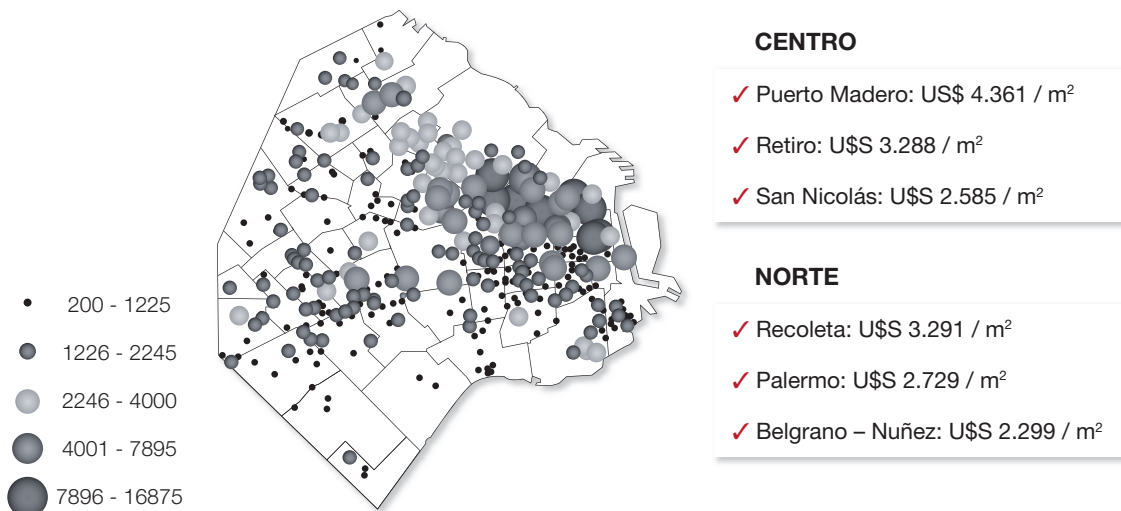 200 - 1225
1226 - 2245
2246 - 4000
4001 - 7895
7896 - 16875
CENTRO
✓ Puerto Madero: US$ 4.361 / m²
✓ Retiro: U$S 3.288 / m²
✓ San Nicolás: U$S 2.585 / m²
NORTE
✓ Recoleta: U$S 3.291 / m²
✓ Palermo: U$S 2.729 / m²
✓ Belgrano – Nuñez: U$S 2.299 / m²